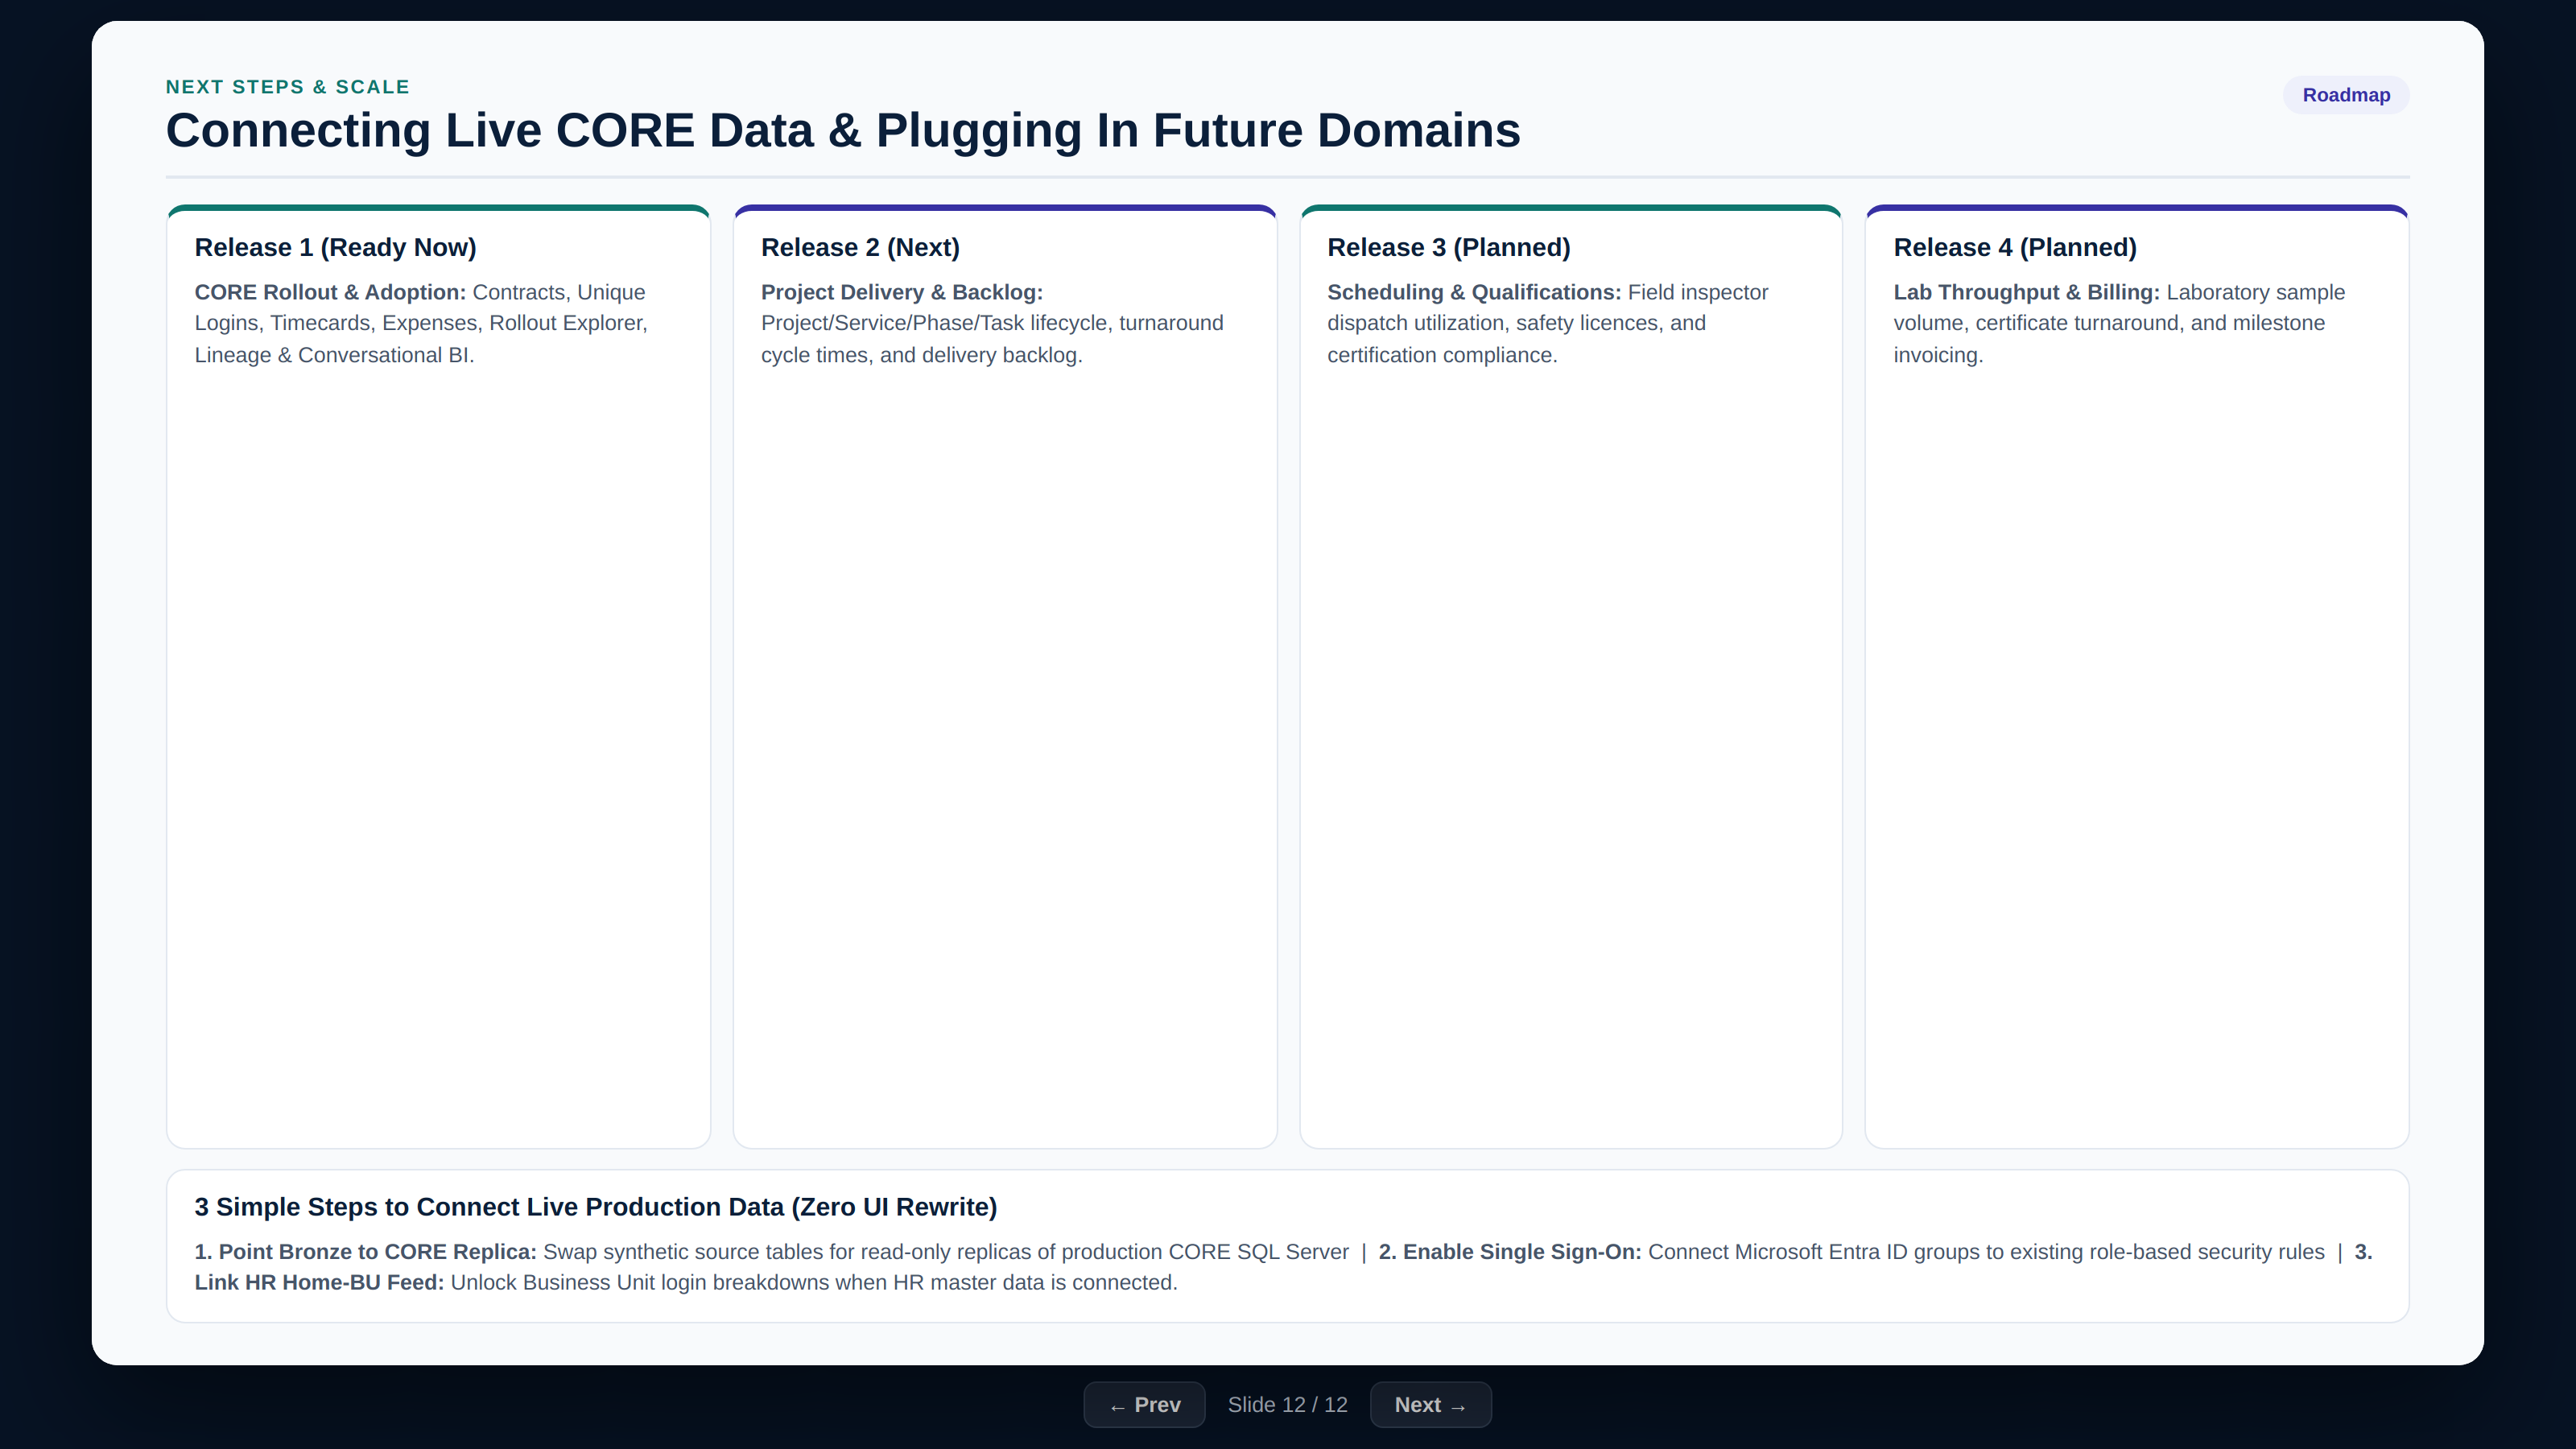 NEXT STEPS & SCALE
Connecting Live CORE Data & Plugging In Future Domains
Roadmap
Release 1 (Ready Now)
CORE Rollout & Adoption: Contracts, Unique
Logins, Timecards, Expenses, Rollout Explorer,
Lineage & Conversational BI.
Release 2 (Next)
Project Delivery & Backlog:
Project/Service/Phase/Task lifecycle, turnaround
cycle times, and delivery backlog.
Release 3 (Planned)
Scheduling & Qualifications: Field inspector
dispatch utilization, safety licences, and
certification compliance.
Release 4 (Planned)
Lab Throughput & Billing: Laboratory sample
volume, certificate turnaround, and milestone
invoicing.
3 Simple Steps to Connect Live Production Data (Zero UI Rewrite)
1. Point Bronze to CORE Replica: Swap synthetic source tables for read-only replicas of production CORE SQL Server | 2. Enable Single Sign-On: Connect Microsoft Entra ID groups to existing role-based security rules | 3.
Link HR Home-BU Feed: Unlock Business Unit login breakdowns when HR master data is connected.
← Prev
Slide 12 / 12
Next →